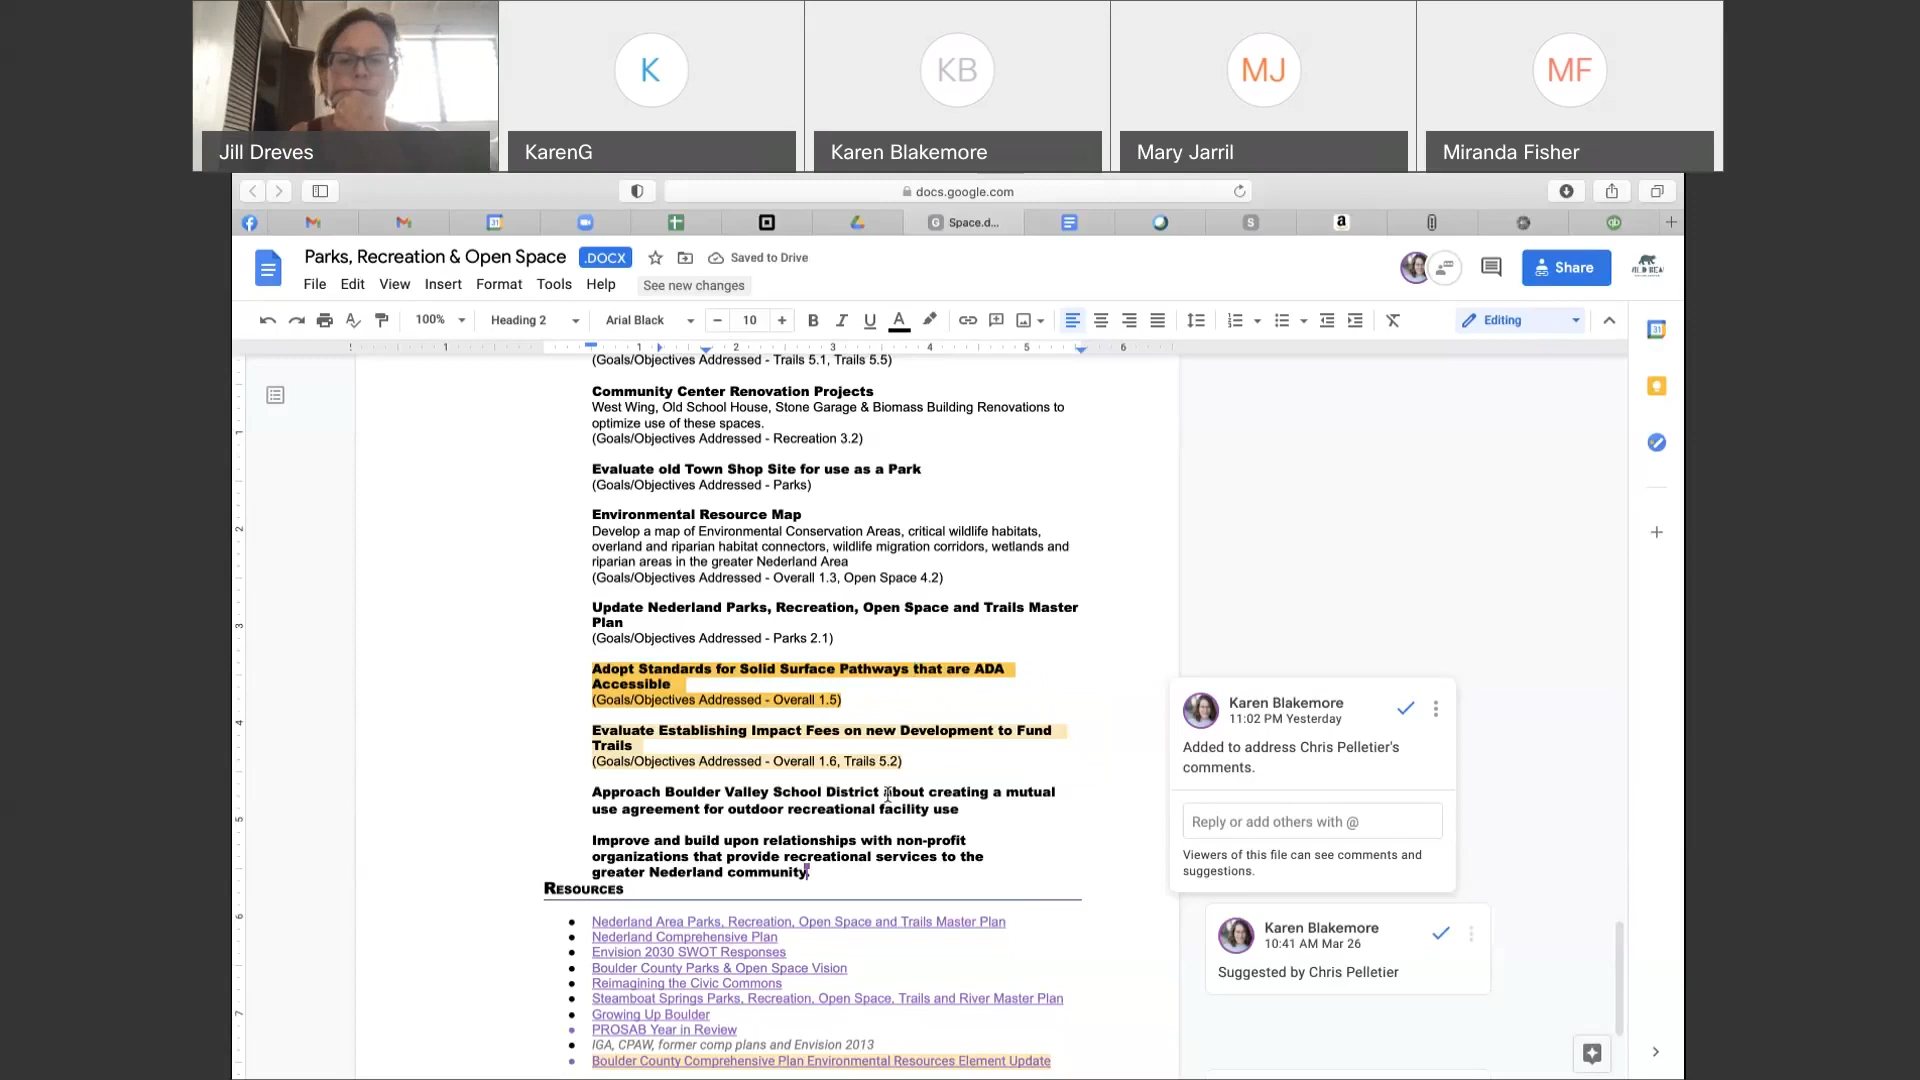 K
KB
MJ
MF
Jill Dreves
KarenG
Karen Blakemore
Mary Jarril
Miranda Fisher
docs.google.com
Space.d...
S
a
Parks, Recreation & Open Space
.DOCX
Saved to Drive
File Edit View Insert Format Tools Help
See new changes
Share
100%
Heading 2
Arial Black
10
B I U A
Editing
1 1 2 3 4 5 6
(Goals/Objectives Addressed - Trails 5.1, Trails 5.5)
Community Center Renovation Projects
West Wing, Old School House, Stone Garage & Biomass Building Renovations to
optimize use of these spaces.
(Goals/Objectives Addressed - Recreation 3.2)
Evaluate old Town Shop Site for use as a Park
(Goals/Objectives Addressed - Parks)
Environmental Resource Map
Develop a map of Environmental Conservation Areas, critical wildlife habitats,
overland and riparian habitat connectors, wildlife migration corridors, wetlands and
riparian areas in the greater Nederland Area
(Goals/Objectives Addressed - Overall 1.3, Open Space 4.2)
Update Nederland Parks, Recreation, Open Space and Trails Master
Plan
(Goals/Objectives Addressed - Parks 2.1)
Adopt Standards for Solid Surface Pathways that are ADA
Accessible
(Goals/Objectives Addressed - Overall 1.5)
Evaluate Establishing Impact Fees on new Development to Fund
Trails
(Goals/Objectives Addressed - Overall 1.6, Trails 5.2)
Approach Boulder Valley School District about creating a mutual
use agreement for outdoor recreational facility use
Improve and build upon relationships with non-profit
organizations that provide recreational services to the
greater Nederland community.
RESOURCES
Nederland Area Parks, Recreation, Open Space and Trails Master Plan
Nederland Comprehensive Plan
Envision 2030 SWOT Responses
Boulder County Parks & Open Space Vision
Reimagining the Civic Commons
Steamboat Springs Parks, Recreation, Open Space, Trails and River Master Plan
Growing Up Boulder
PROSAB Year in Review
IGA, CPAW, former comp plans and Envision 2013
Boulder County Comprehensive Plan Environmental Resources Element Update
Karen Blakemore
11:02 PM Yesterday
Added to address Chris Pelletier's
comments.
Reply or add others with @
Viewers of this file can see comments and
suggestions.
Karen Blakemore
10:41 AM Mar 26
Suggested by Chris Pelletier